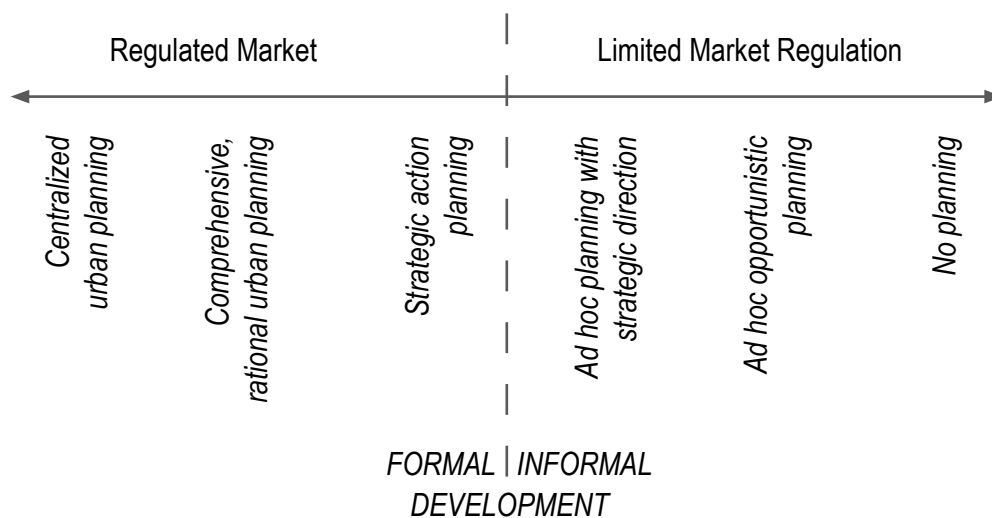 Regulated Market
Limited Market Regulation
Centralized
urban planning
Comprehensive,
rational urban planning
Strategic action
planning
Ad hoc planning with
strategic direction
Ad hoc opportunistic
planning
No planning
FORMAL
INFORMAL
DEVELOPMENT